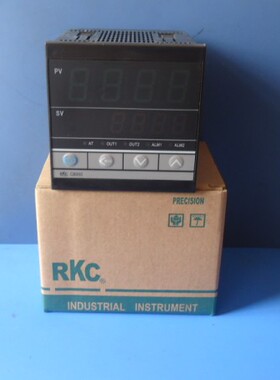 PV
SV
AT OUT1 OUT2 ALM1 ALM2
PRECISION
RKC®
INDUSTRIAL INSTRUMENT